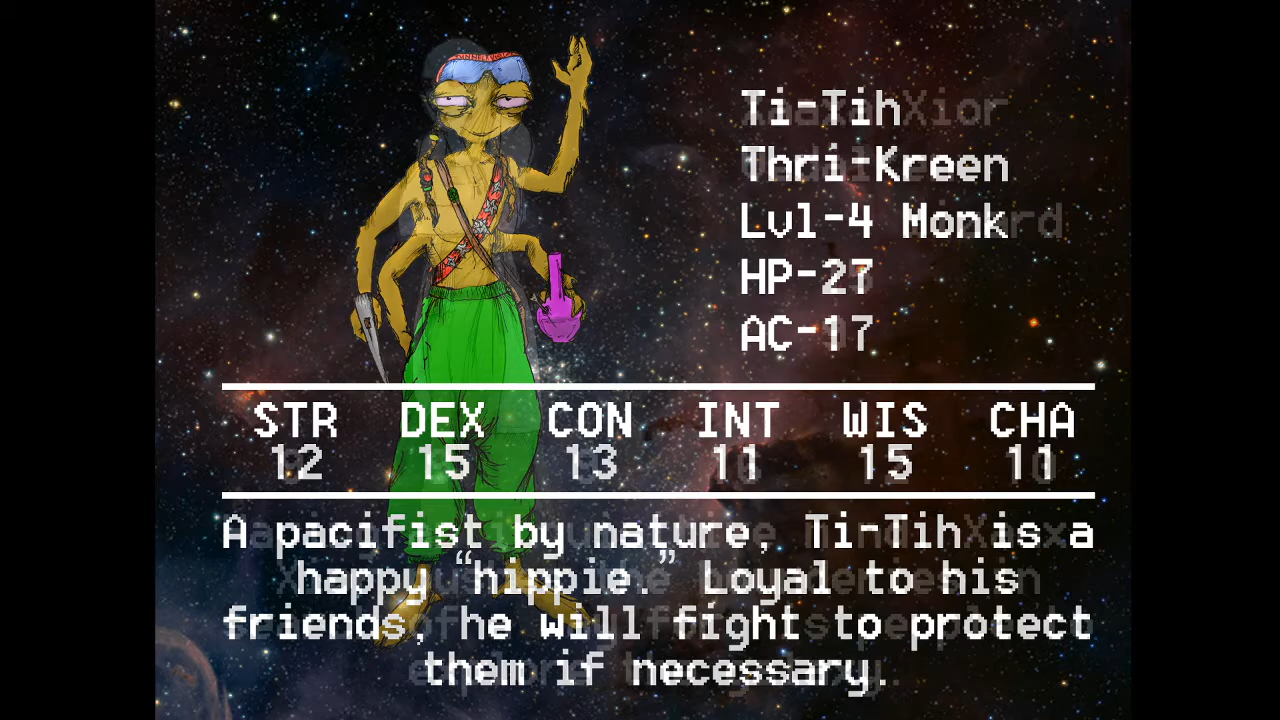 Ti-Tih
Thri-Kreen
Lvl-4 Monk
HP-27
AC-17
STR DEX CON INT WIS CHA
12 15 13 11 15 11
A pacifist by nature, Ti-Tih is a
happy “hippie.” Loyal to his
friends, he will fight to protect
them if necessary.